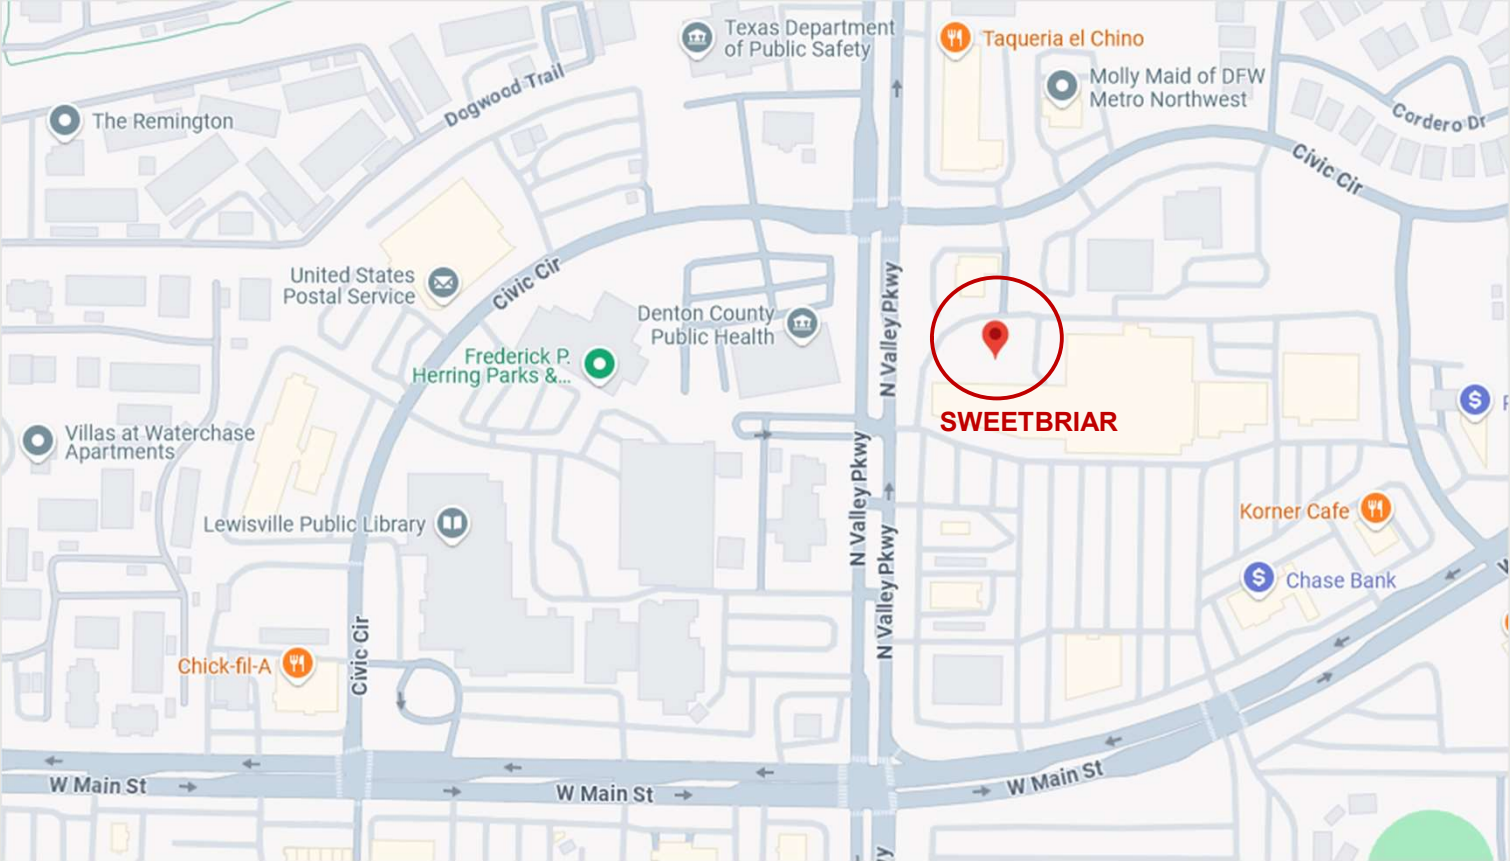 Texas Department
of Public Safety
Taqueria el Chino
Molly Maid of DFW
Metro Northwest
Cordero Dr
Dogwood Trail
The Remington
Civic Cir
United States
Postal Service
Civic Cir
Denton County
Public Health
N Valley Pkwy
Frederick P.
Herring Parks &...
SWEETBRIAR
Villas at Waterchase
Apartments
N Valley Pkwy
Lewisville Public Library
Korner Cafe
N Valley Pkwy
Chase Bank
Civic Cir
Chick-fil-A
W Main St
W Main St
W Main St